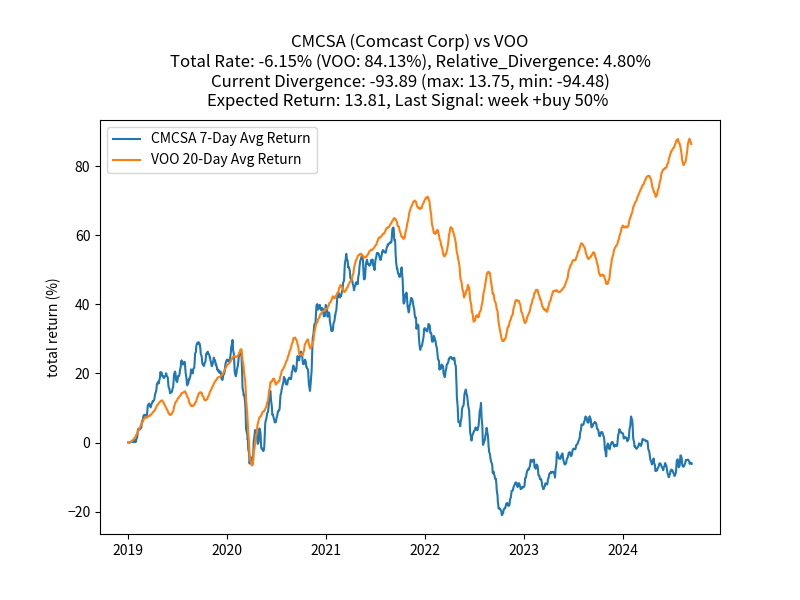 CMCSA (Comcast Corp) vs VOO
Total Rate: -6.15% (VOO: 84.13%), Relative_Divergence: 4.80%
Current Divergence: -93.89 (max: 13.75, min: -94.48)
Expected Return: 13.81, Last Signal: week +buy 50%
CMCSA 7-Day Avg Return
VOO 20-Day Avg Return
total return (%)
80
60
40
20
0
−20
2019
2020
2021
2022
2023
2024